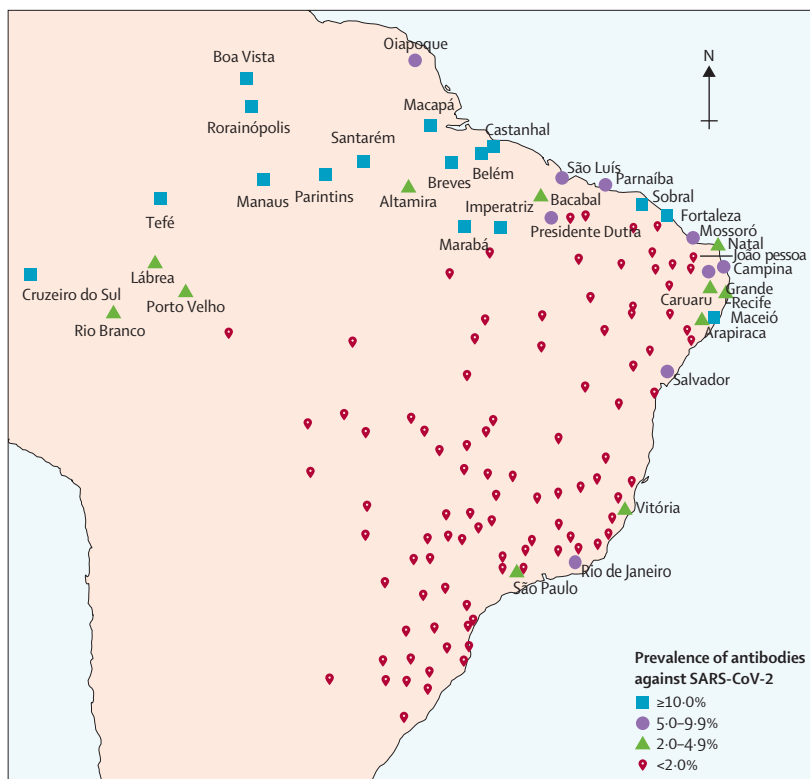 Oiapoque
Boa Vista
N
Rorainópolis
Macapá
Castanhal
Santarém
São Luís
Parnaíba
Belém
Breves
Manaus
Parintins
Altamira
Bacabal
Sobral
Tefé
Imperatriz
Fortaleza
Marabá
Presidente Dutra
Mossoró
Natal
João pessoa
Lábrea
Campina
Cruzeiro do Sul
Grande
Porto Velho
Caruaru
Recife
Maceió
Rio Branco
Arapiraca
Salvador
Vitória
Rio de Janeiro
São Paulo
Prevalence of antibodies
against SARS-CoV-2
≥10·0%
5·0–9·9%
2·0–4·9%
<2·0%